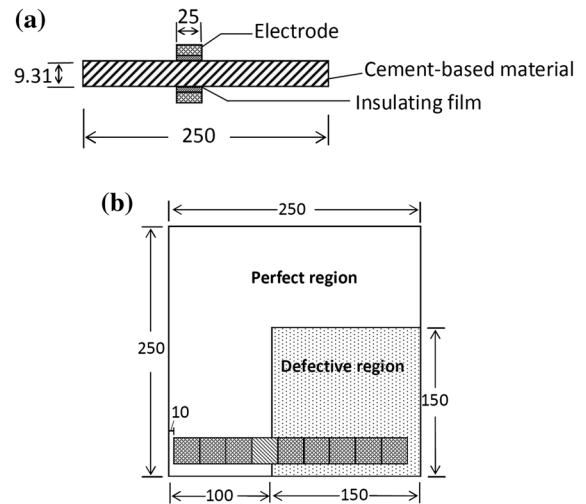 (a)
25
Electrode
9.31
Cement-based material
Insulating film
250
(b)
250
Perfect region
250
Defective region
150
10
100
150